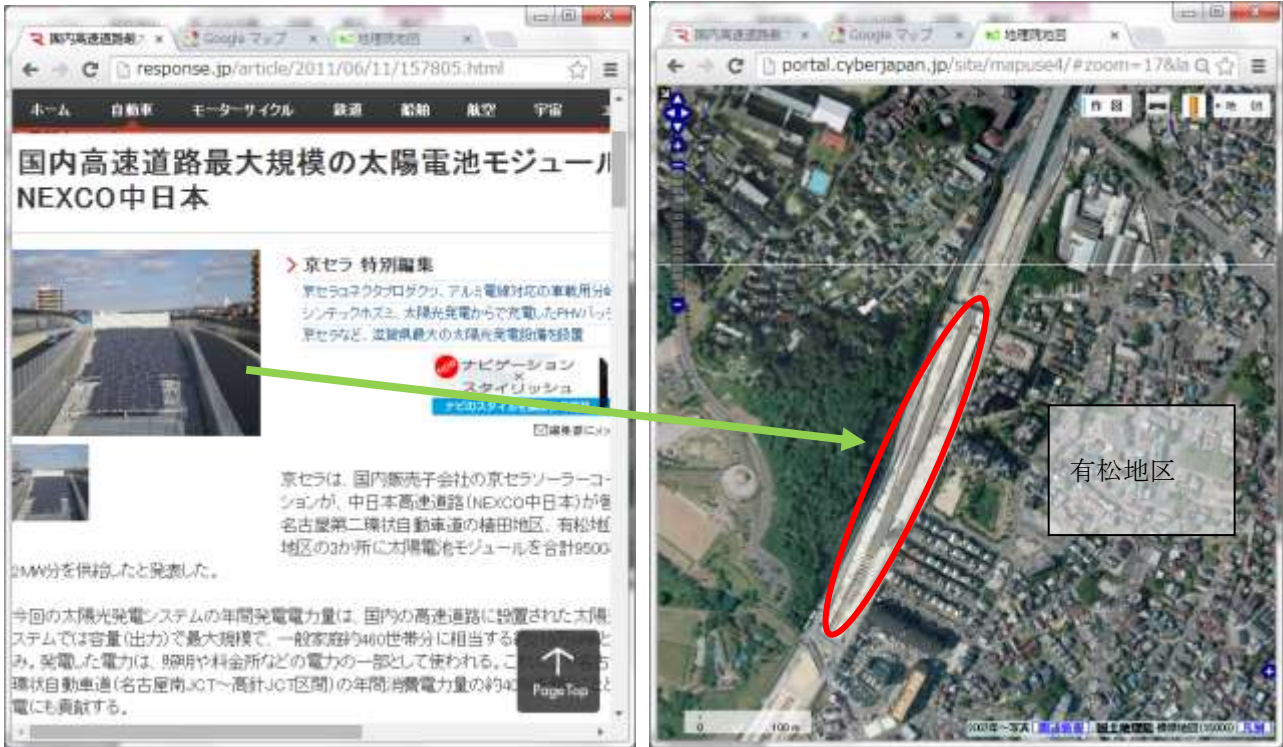 国内高速道路最大
Google マップ
地理院地図
response.jp/article/2011/06/11/157805.html
ホーム 自動車 モーターサイクル 鉄道 船舶 航空 宇宙
国内高速道路最大規模の太陽電池モジュール
NEXCO中日本
京セラ 特別編集
京セラコネクタプロダクツ、アルミ電線対応の車載用分岐
シンテックホズミ、太陽光発電からで充電したPHVバッテ
京セラなど、滋賀県最大の太陽光発電設備を設置
ナビゲーション
×
スタイリッシュ
京セラは、国内販売子会社の京セラソーラーコー
ションが、中日本高速道路(NEXCO中日本)が管
名古屋第二環状自動車道の植田地区、有松地区
地区の3か所に太陽電池モジュールを合計9500
2MW分を供給したと発表した。
今回の太陽光発電システムの年間発電電力量は、国内の高速道路に設置された太陽
ステムでは容量(出力)で最大規模で、一般家庭約460世帯分に相当する
み。発電した電力は、照明や料金所などの電力の一部として使われる。
環状自動車道(名古屋南JCT～高針JCT区間)の年間消費電力量の約40
電にも貢献する。
Page Top
国内高速道路最
Google マップ
地理院地図
portal.cyberjapan.jp/site/mapuse4/#zoom=17&la
作図
有松地区
0 100 m